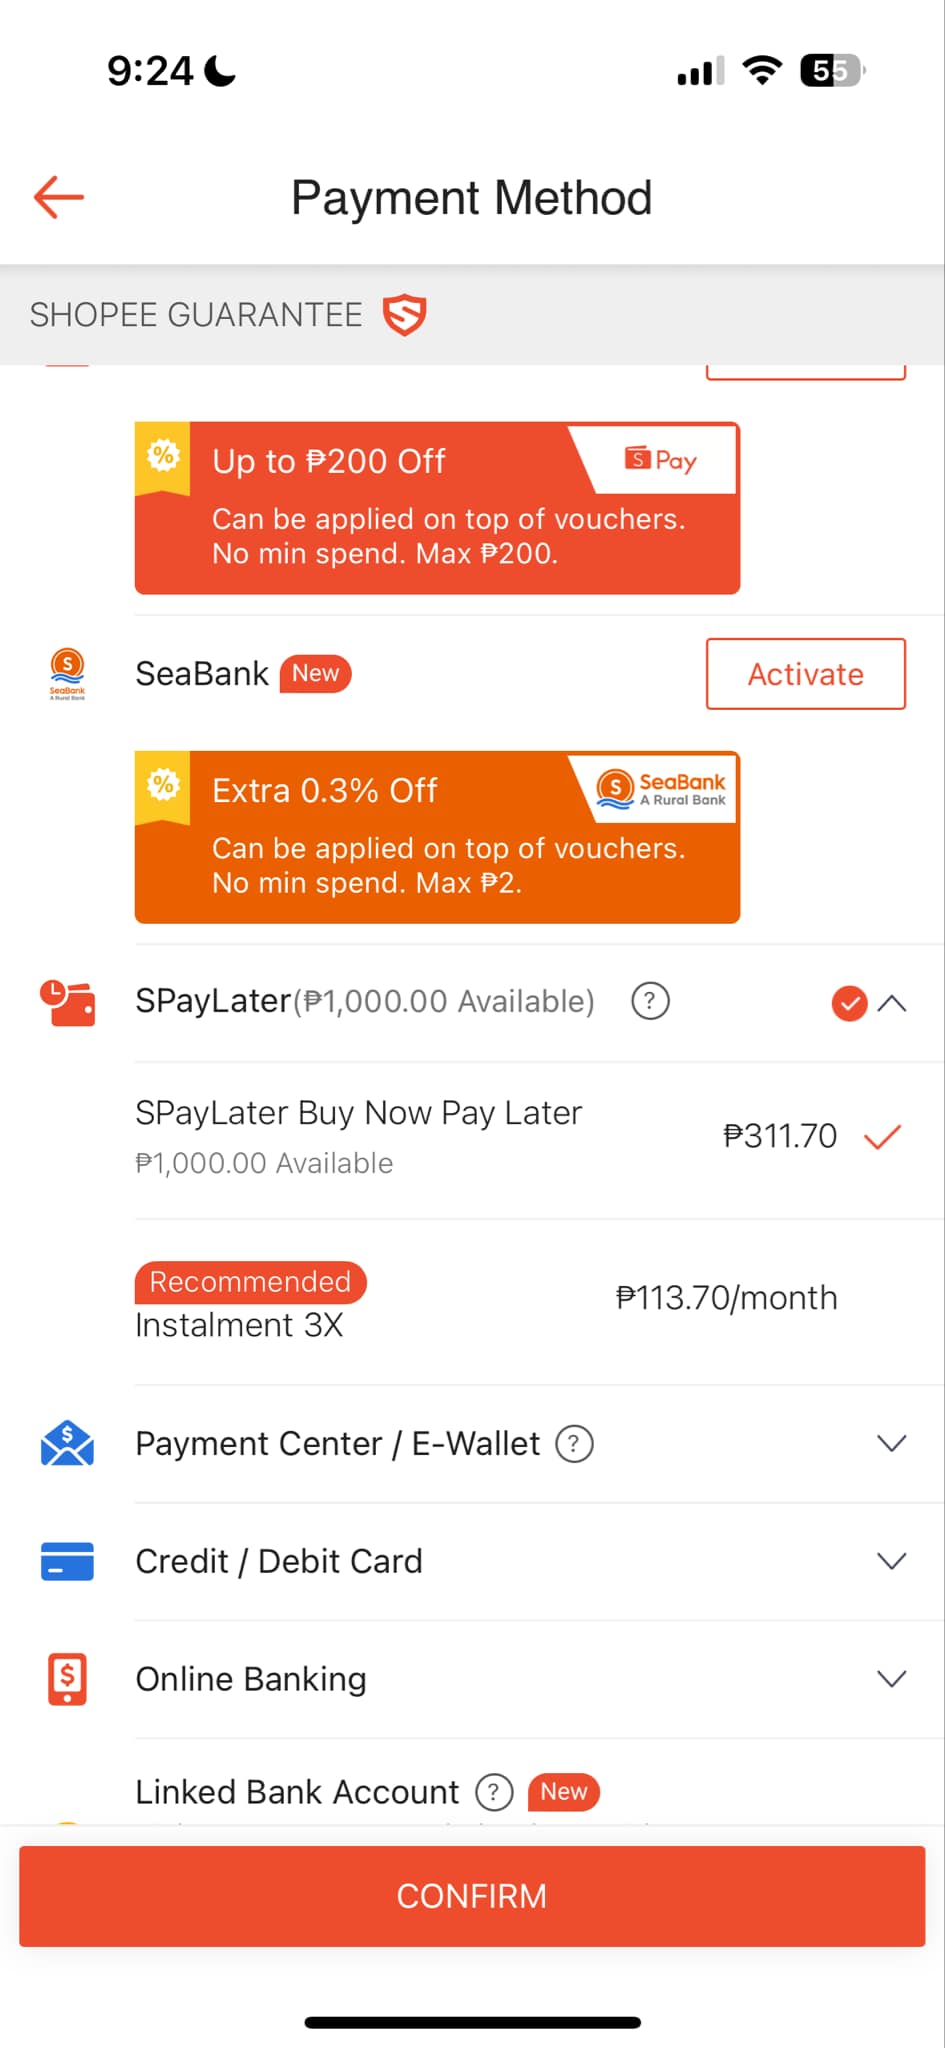 9:24
55
Payment Method
SHOPEE GUARANTEE
%
Up to ₱200 Off
S Pay
Can be applied on top of vouchers.
No min spend. Max ₱200.
S
SeaBank
A Rural Bank
SeaBank New
Activate
%
Extra 0.3% Off
S
SeaBank
A Rural Bank
Can be applied on top of vouchers.
No min spend. Max ₱2.
SPayLater(₱1,000.00 Available) ?
SPayLater Buy Now Pay Later
₱1,000.00 Available
₱311.70
Recommended
Instalment 3X
₱113.70/month
$
Payment Center / E-Wallet ?
Credit / Debit Card
$
Online Banking
Linked Bank Account ? New
CONFIRM